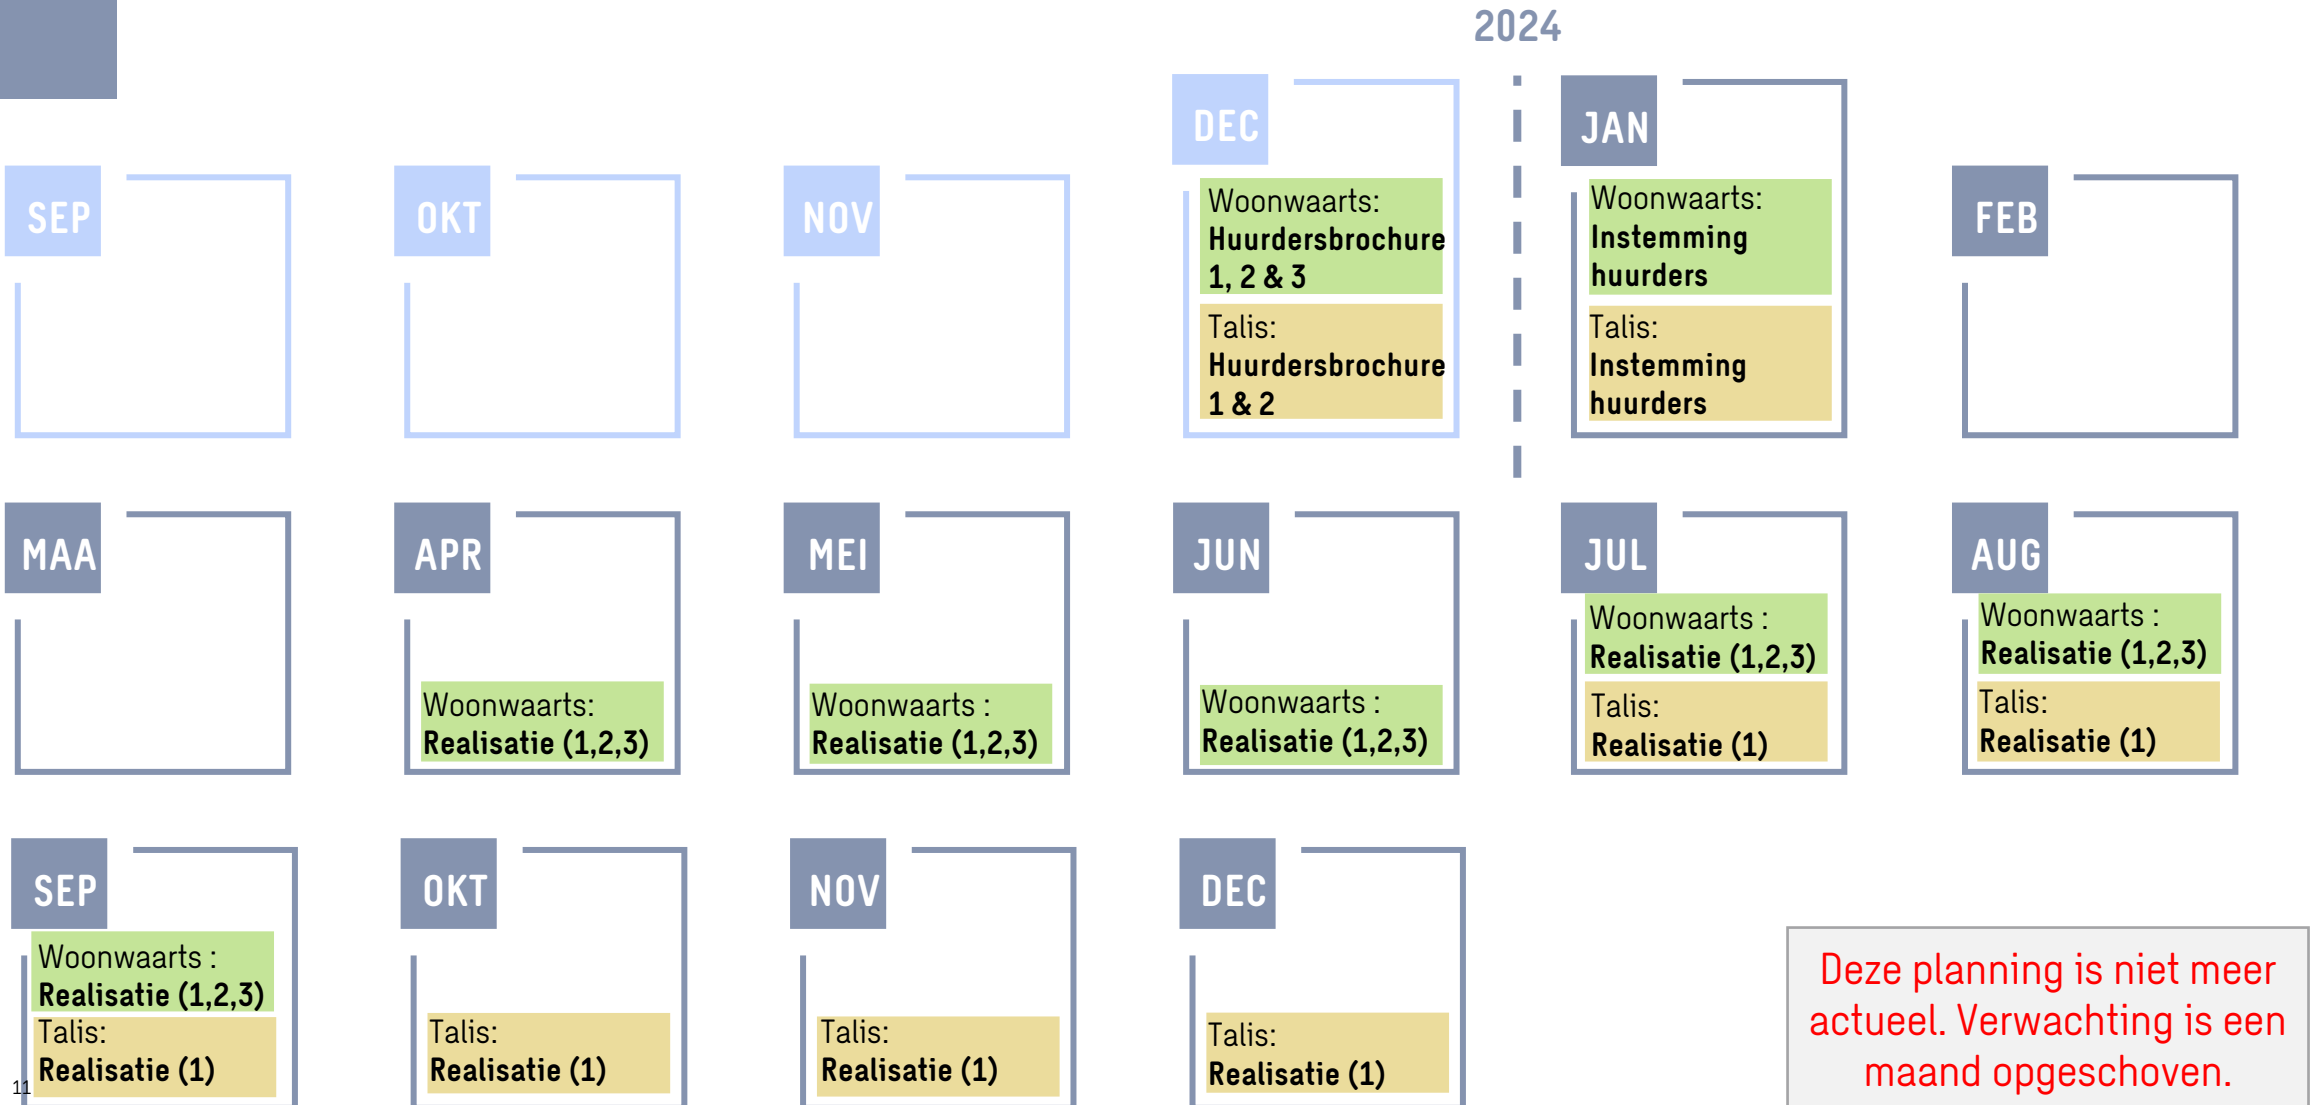 2024
SEP
OKT
NOV
DEC
Woonwaarts:
Huurdersbrochure
1, 2 & 3
Talis:
Huurdersbrochure
1 & 2
JAN
Woonwaarts:
Instemming
huurders
Talis:
Instemming
huurders
FEB
MAA
APR
Woonwaarts:
Realisatie (1,2,3)
MEI
Woonwaarts :
Realisatie (1,2,3)
JUN
Woonwaarts :
Realisatie (1,2,3)
JUL
Woonwaarts :
Realisatie (1,2,3)
Talis:
Realisatie (1)
AUG
Woonwaarts :
Realisatie (1,2,3)
Talis:
Realisatie (1)
SEP
Woonwaarts :
Realisatie (1,2,3)
Talis:
Realisatie (1)
OKT
Talis:
Realisatie (1)
NOV
Talis:
Realisatie (1)
DEC
Talis:
Realisatie (1)
Deze planning is niet meer
actueel. Verwachting is een
maand opgeschoven.
11